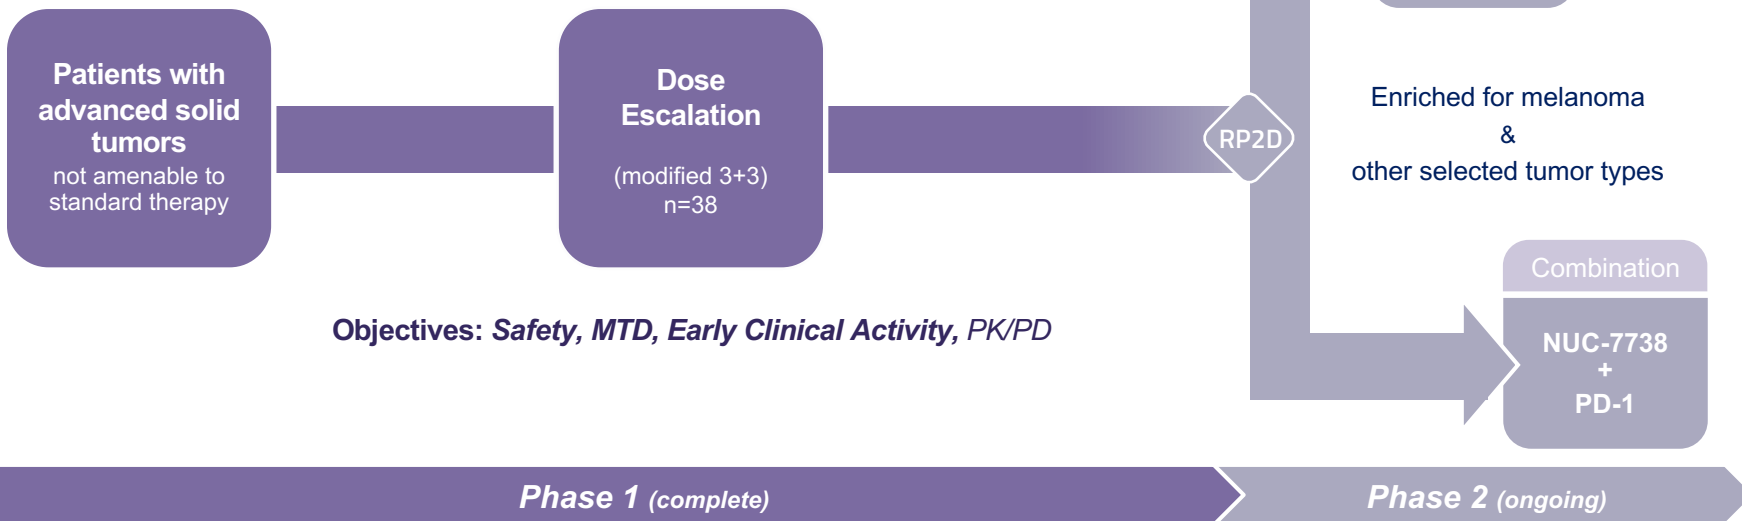 Patients with
advanced solid
tumors
not amenable to
standard therapy
Dose
Escalation
(modified 3+3)
n=38
RP2D
Enriched for melanoma
&
other selected tumor types
Combination
NUC-7738
+
PD-1
Objectives: Safety, MTD, Early Clinical Activity, PK/PD
Phase 1 (complete)
Phase 2 (ongoing)